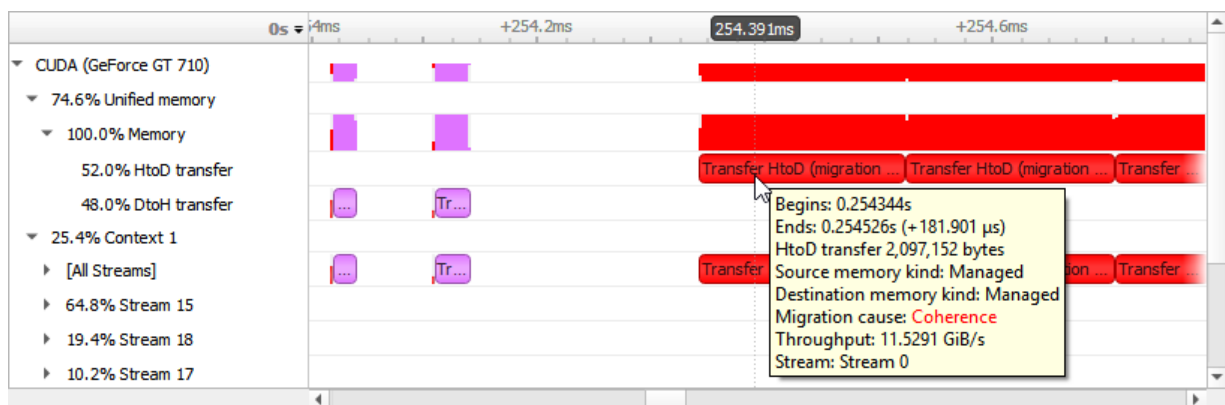 0s 4ms +254.2ms 254.391ms +254.6ms
CUDA (GeForce GT 710)
74.6% Unified memory
100.0% Memory
52.0% HtoD transfer
Transfer HtoD (migration ... Transfer HtoD (migration ... Transfer ...
48.0% DtoH transfer
... Tr...
25.4% Context 1
[All Streams]
... Tr... Transfer tion ... Transfer ...
64.8% Stream 15
19.4% Stream 18
10.2% Stream 17
Begins: 0.254344s
Ends: 0.254526s (+181.901 µs)
HtoD transfer 2,097,152 bytes
Source memory kind: Managed
Destination memory kind: Managed
Migration cause: Coherence
Throughput: 11.5291 GiB/s
Stream: Stream 0